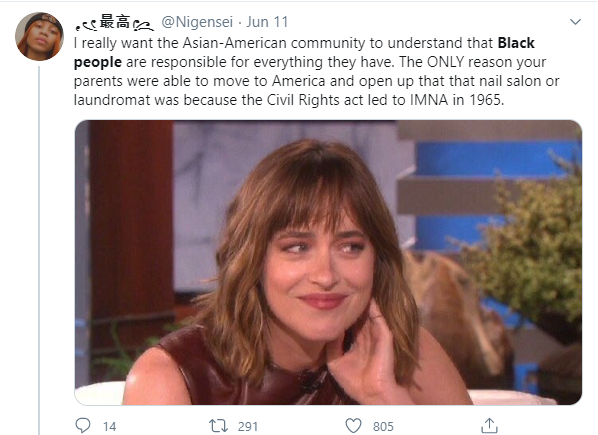 最高 @Nigensei · Jun 11
I really want the Asian-American community to understand that Black
people are responsible for everything they have. The ONLY reason your
parents were able to move to America and open up that that nail salon or
laundromat was because the Civil Rights act led to IMNA in 1965.
14 291 805